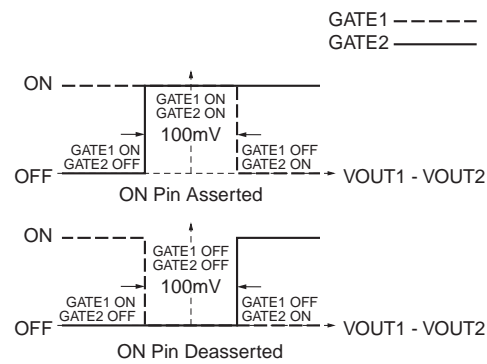 GATE1
GATE2
ON
GATE1 ON
GATE2 ON
100mV
GATE1 ON
GATE2 OFF
GATE1 OFF
GATE2 ON
OFF
VOUT1 - VOUT2
ON Pin Asserted
ON
GATE1 OFF
GATE2 OFF
100mV
GATE1 ON
GATE2 OFF
GATE1 OFF
GATE2 ON
OFF
VOUT1 - VOUT2
ON Pin Deasserted